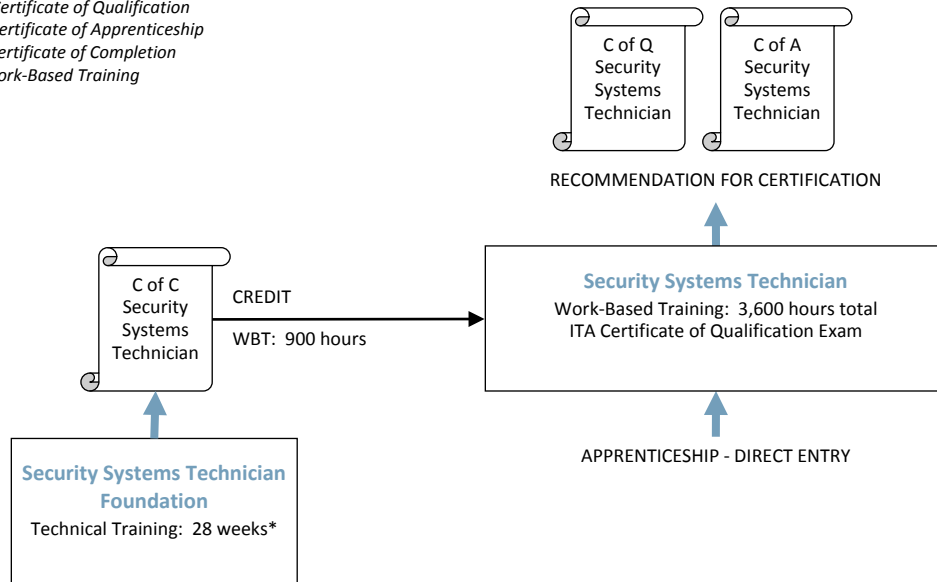 ertificate of Qualification
ertificate of Apprenticeship
ertificate of Completion
ork-Based Training
C of Q
Security
Systems
Technician
C of A
Security
Systems
Technician
RECOMMENDATION FOR CERTIFICATION
C of C
Security
Systems
Technician
CREDIT
WBT: 900 hours
Security Systems Technician
Work-Based Training: 3,600 hours total
ITA Certificate of Qualification Exam
APPRENTICESHIP - DIRECT ENTRY
Security Systems Technician
Foundation
Technical Training: 28 weeks*